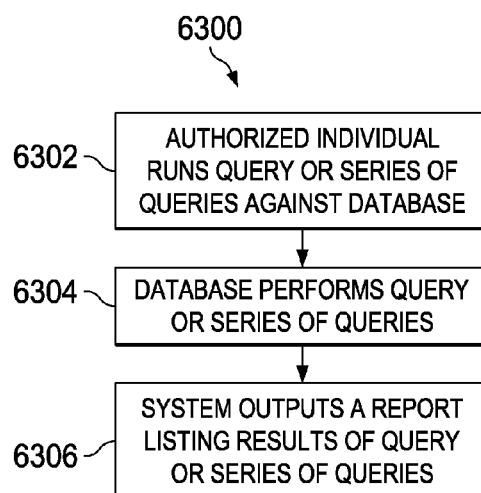 6300
6302
AUTHORIZED INDIVIDUAL
RUNS QUERY OR SERIES OF
QUERIES AGAINST DATABASE
6304
DATABASE PERFORMS QUERY
OR SERIES OF QUERIES
6306
SYSTEM OUTPUTS A REPORT
LISTING RESULTS OF QUERY
OR SERIES OF QUERIES